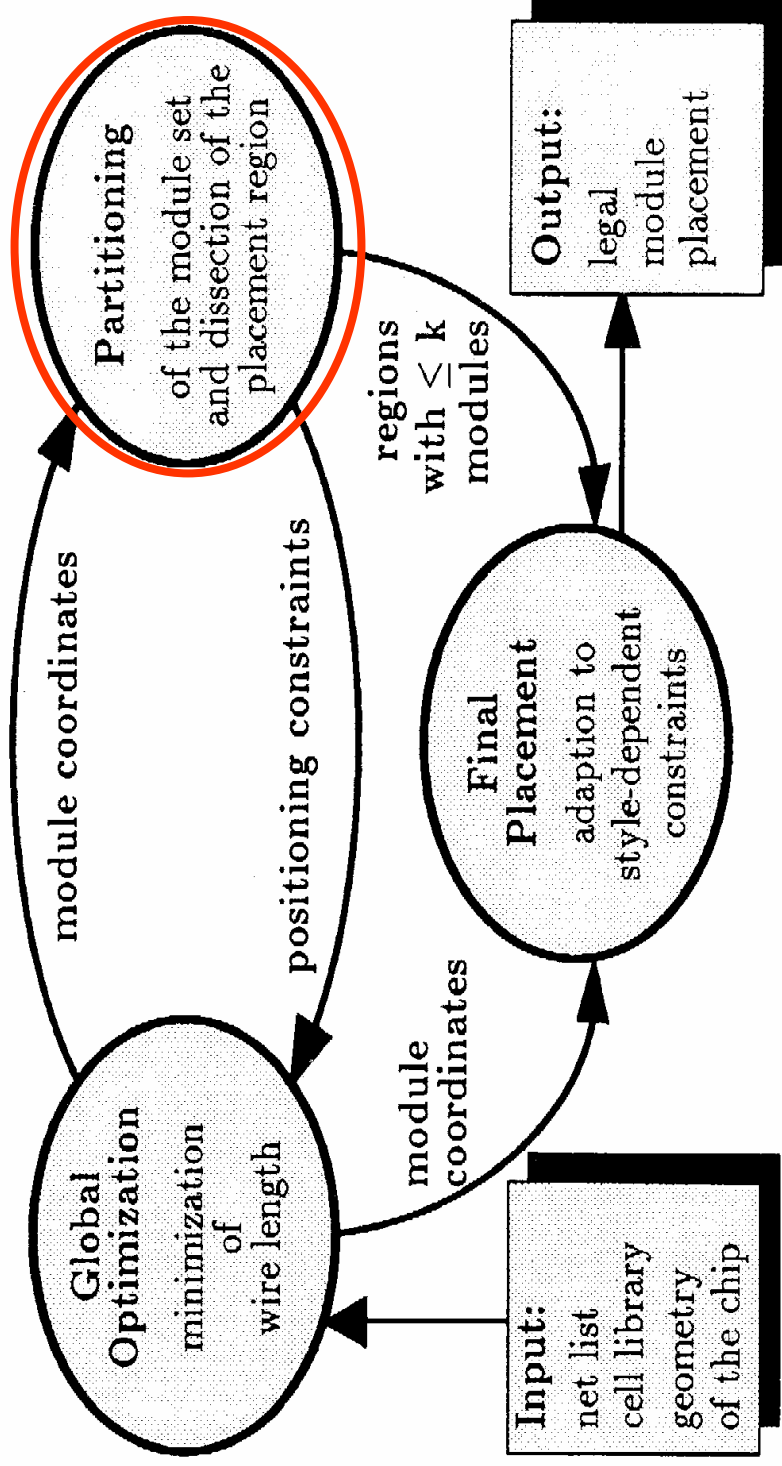 Global
Optimization
minimization
of
wire length
module coordinates
positioning constraints
Partitioning
of the module set
and dissection of the
placement region
module
coordinates
regions
with ≤ k
modules
Final
Placement
adaption to
style-dependent
constraints
Input:
net list
cell library
geometry
of the chip
Output:
legal
module
placement